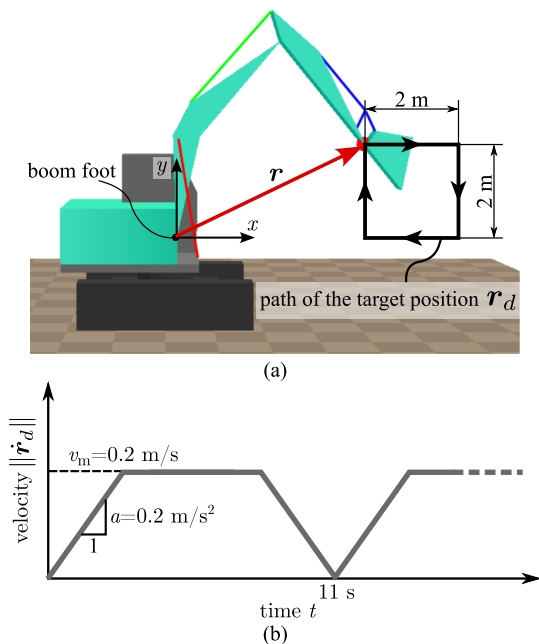 2 m
boom foot
y
r
x
2 m
path of the target position r_d
(a)
velocity ||ṙ_d||
v_m=0.2 m/s
a=0.2 m/s²
1
11 s
time t
(b)